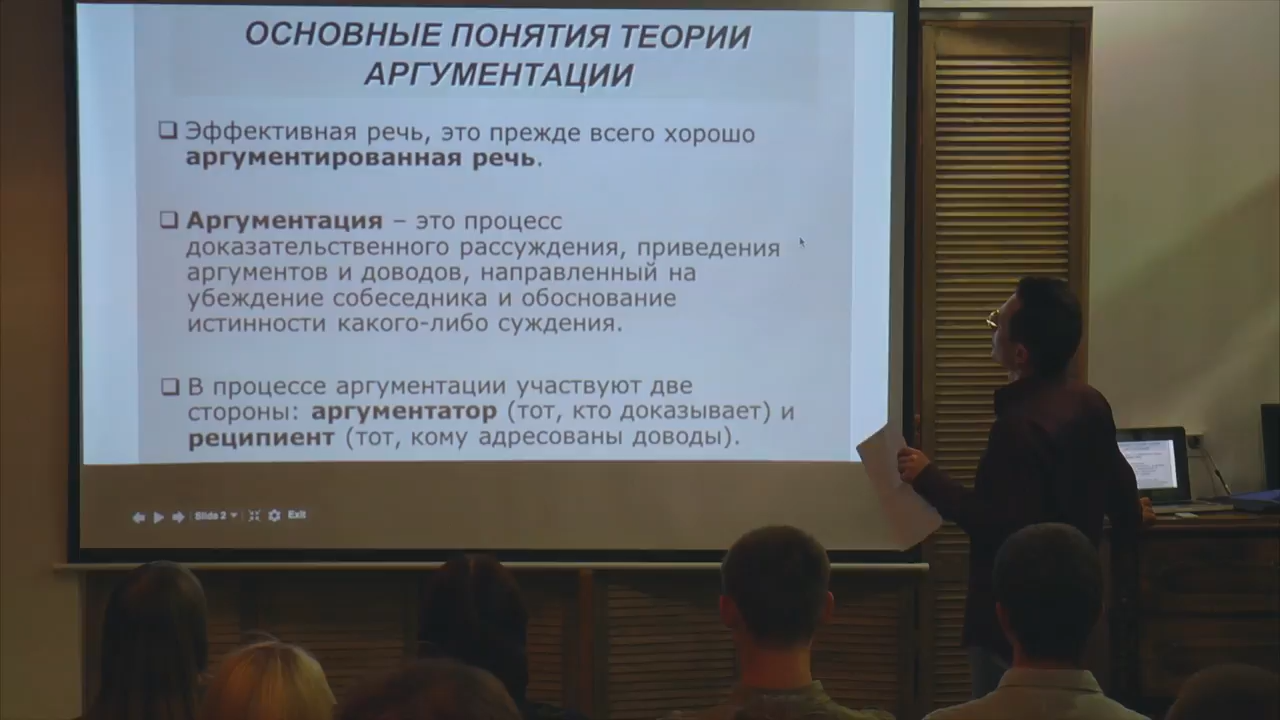 ОСНОВНЫЕ ПОНЯТИЯ ТЕОРИИ
АРГУМЕНТАЦИИ
Эффективная речь, это прежде всего хорошо
аргументированная речь.
Аргументация – это процесс
доказательственного рассуждения, приведения
аргументов и доводов, направленный на
убеждение собеседника и обоснование
истинности какого-либо суждения.
В процессе аргументации участвуют две
стороны: аргументатор (тот, кто доказывает) и
реципиент (тот, кому адресованы доводы).
Slide 2
Exit